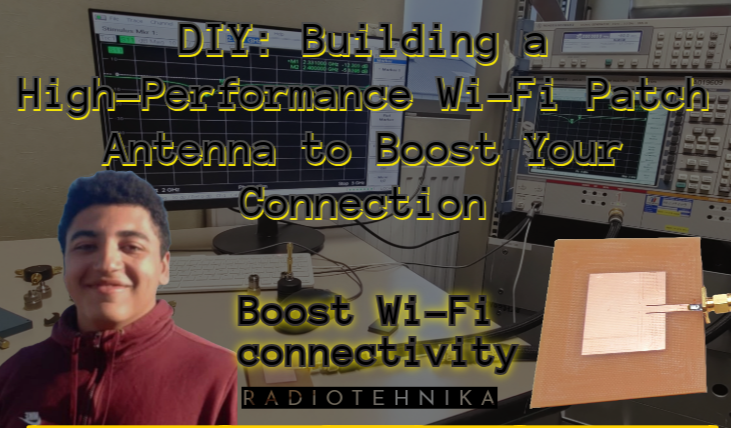 DIY: Building a
High-Performance Wi-Fi Patch
Antenna to Boost Your
Connection
Boost Wi-Fi
connectivity
RADIOTEHNIKA